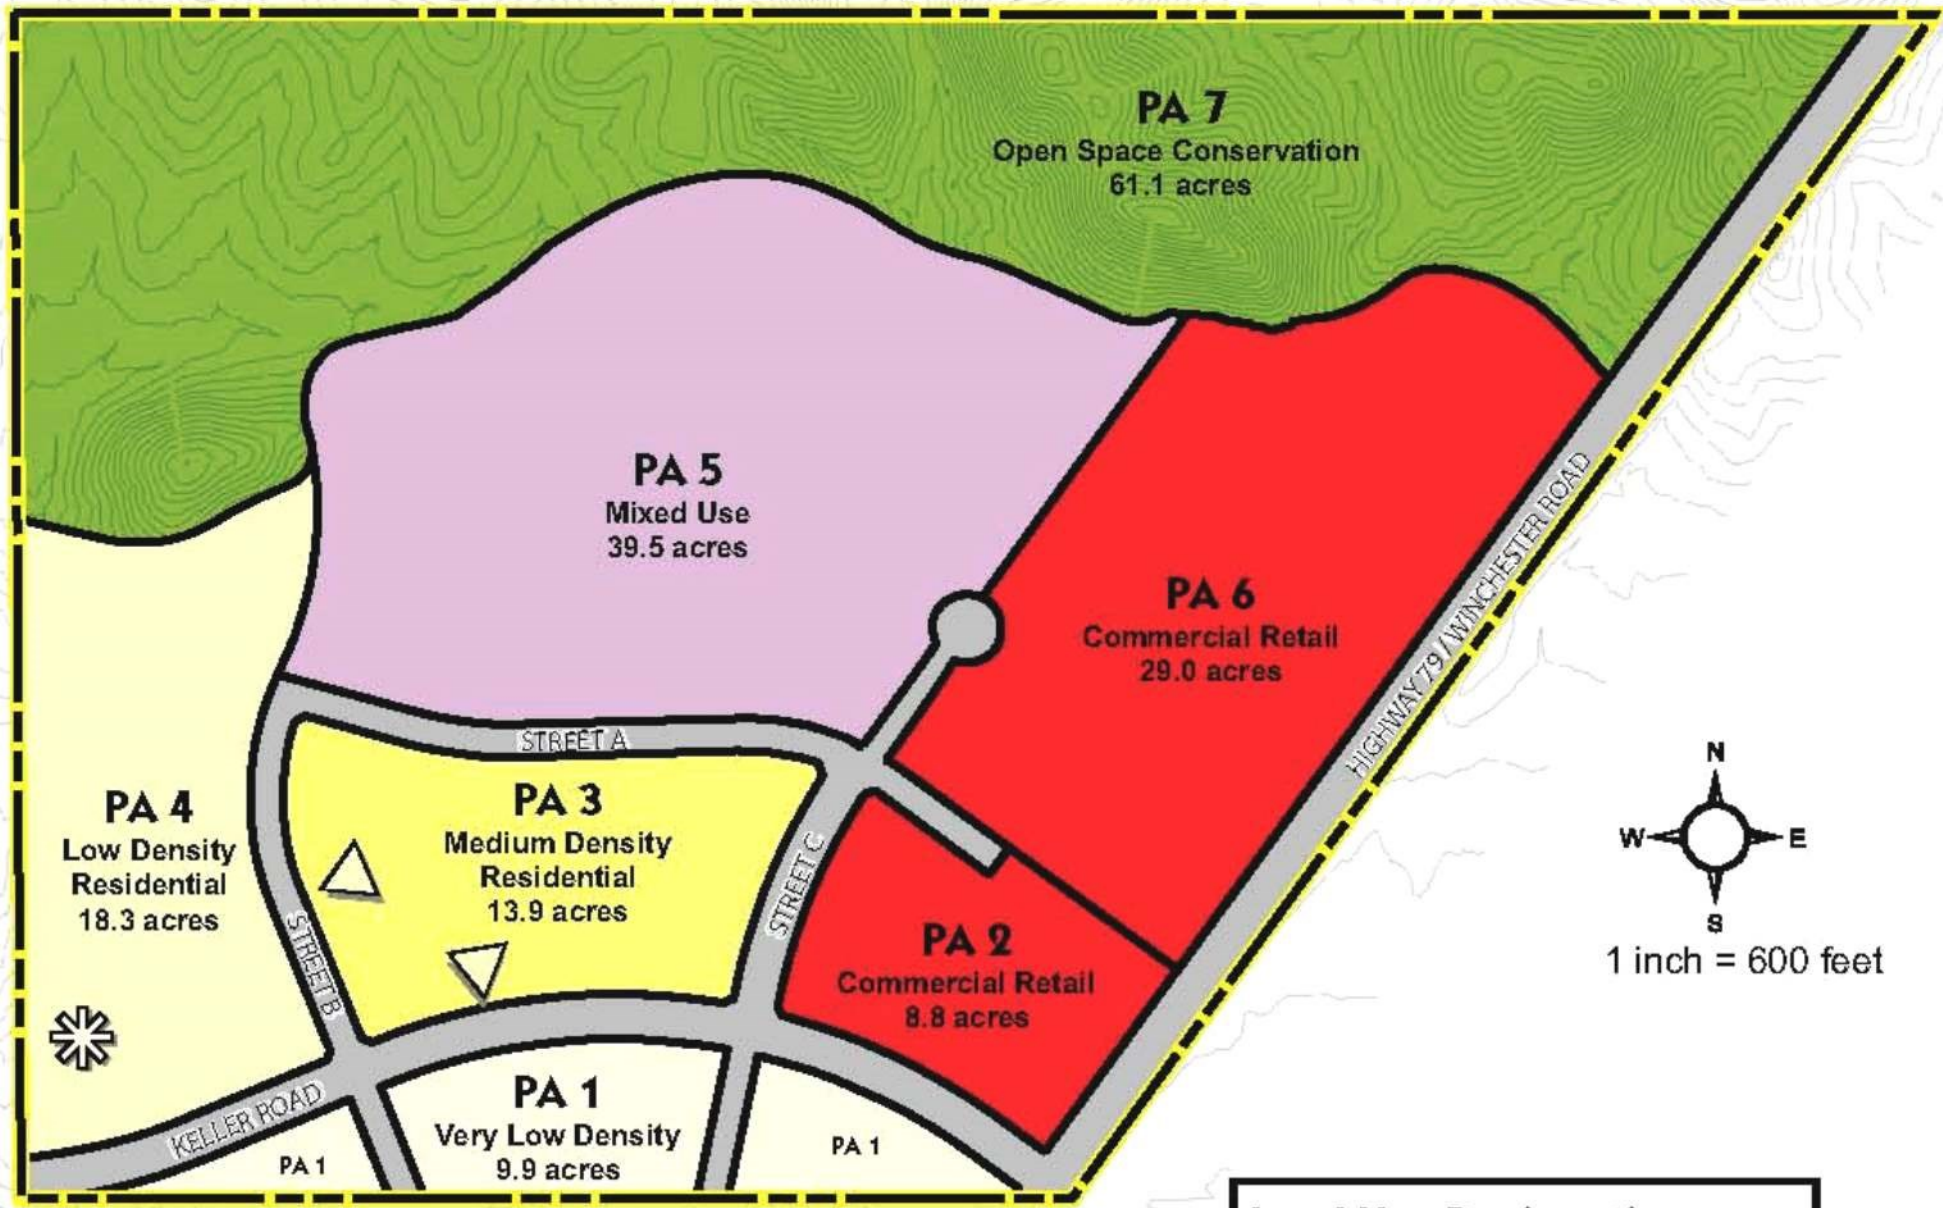 PA 7
Open Space Conservation
61.1 acres
PA 5
Mixed Use
39.5 acres
PA 6
Commercial Retail
29.0 acres
HIGHWAY 79 / WINCHESTER ROAD
STREET A
PA 4
Low Density
Residential
18.3 acres
PA 3
Medium Density
Residential
13.9 acres
STREET B
STREET C
PA 2
Commercial Retail
8.8 acres
N
W
E
S
1 inch = 600 feet
KELLER ROAD
PA 1
PA 1
Very Low Density
9.9 acres
PA 1